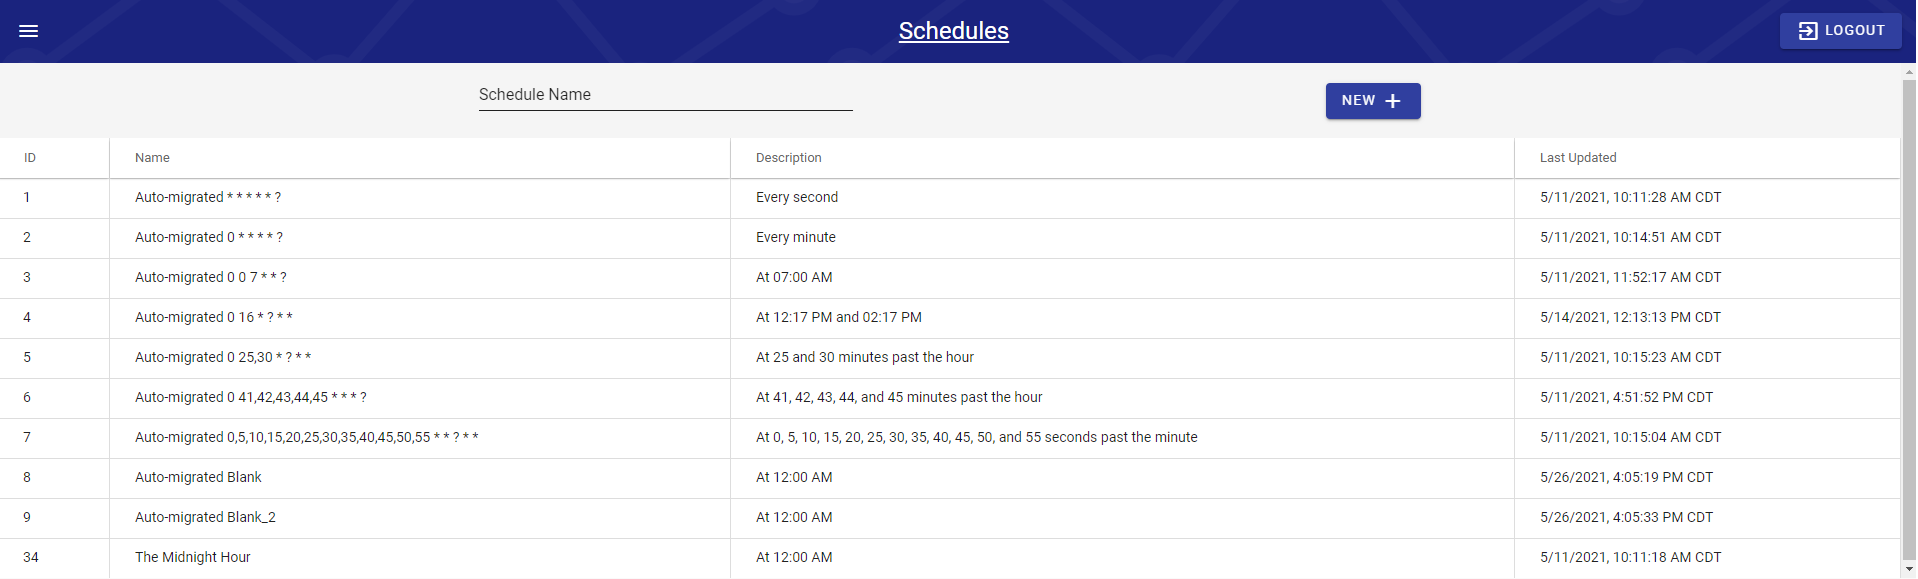 Schedules
LOGOUT
Schedule Name
NEW +
ID Name Description Last Updated
1 Auto-migrated * * * * * ? Every second 5/11/2021, 10:11:28 AM CDT
2 Auto-migrated 0 * * * * ? Every minute 5/11/2021, 10:14:51 AM CDT
3 Auto-migrated 0 0 7 * * ? At 07:00 AM 5/11/2021, 11:52:17 AM CDT
4 Auto-migrated 0 16 * ? * * At 12:17 PM and 02:17 PM 5/14/2021, 12:13:13 PM CDT
5 Auto-migrated 0 25,30 * ? * * At 25 and 30 minutes past the hour 5/11/2021, 10:15:23 AM CDT
6 Auto-migrated 0 41,42,43,44,45 * * * ? At 41, 42, 43, 44, and 45 minutes past the hour 5/11/2021, 4:51:52 PM CDT
7 Auto-migrated 0,5,10,15,20,25,30,35,40,45,50,55 * * ? * * At 0, 5, 10, 15, 20, 25, 30, 35, 40, 45, 50, and 55 seconds past the minute 5/11/2021, 10:15:04 AM CDT
8 Auto-migrated Blank At 12:00 AM 5/26/2021, 4:05:19 PM CDT
9 Auto-migrated Blank_2 At 12:00 AM 5/26/2021, 4:05:33 PM CDT
34 The Midnight Hour At 12:00 AM 5/11/2021, 10:11:18 AM CDT